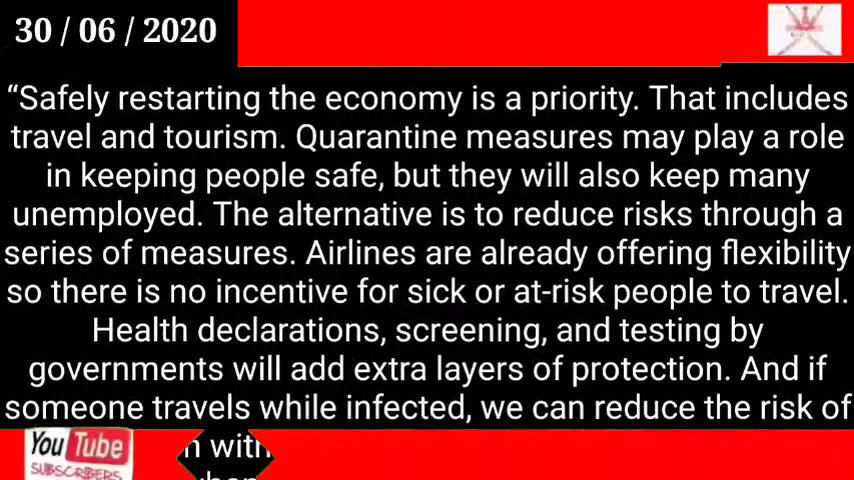 30 / 06 / 2020
“Safely restarting the economy is a priority. That includes
travel and tourism. Quarantine measures may play a role
in keeping people safe, but they will also keep many
unemployed. The alternative is to reduce risks through a
series of measures. Airlines are already offering flexibility
so there is no incentive for sick or at-risk people to travel.
Health declarations, screening, and testing by
governments will add extra layers of protection. And if
someone travels while infected, we can reduce the risk of
with
You Tube
SUBSCRIBERS